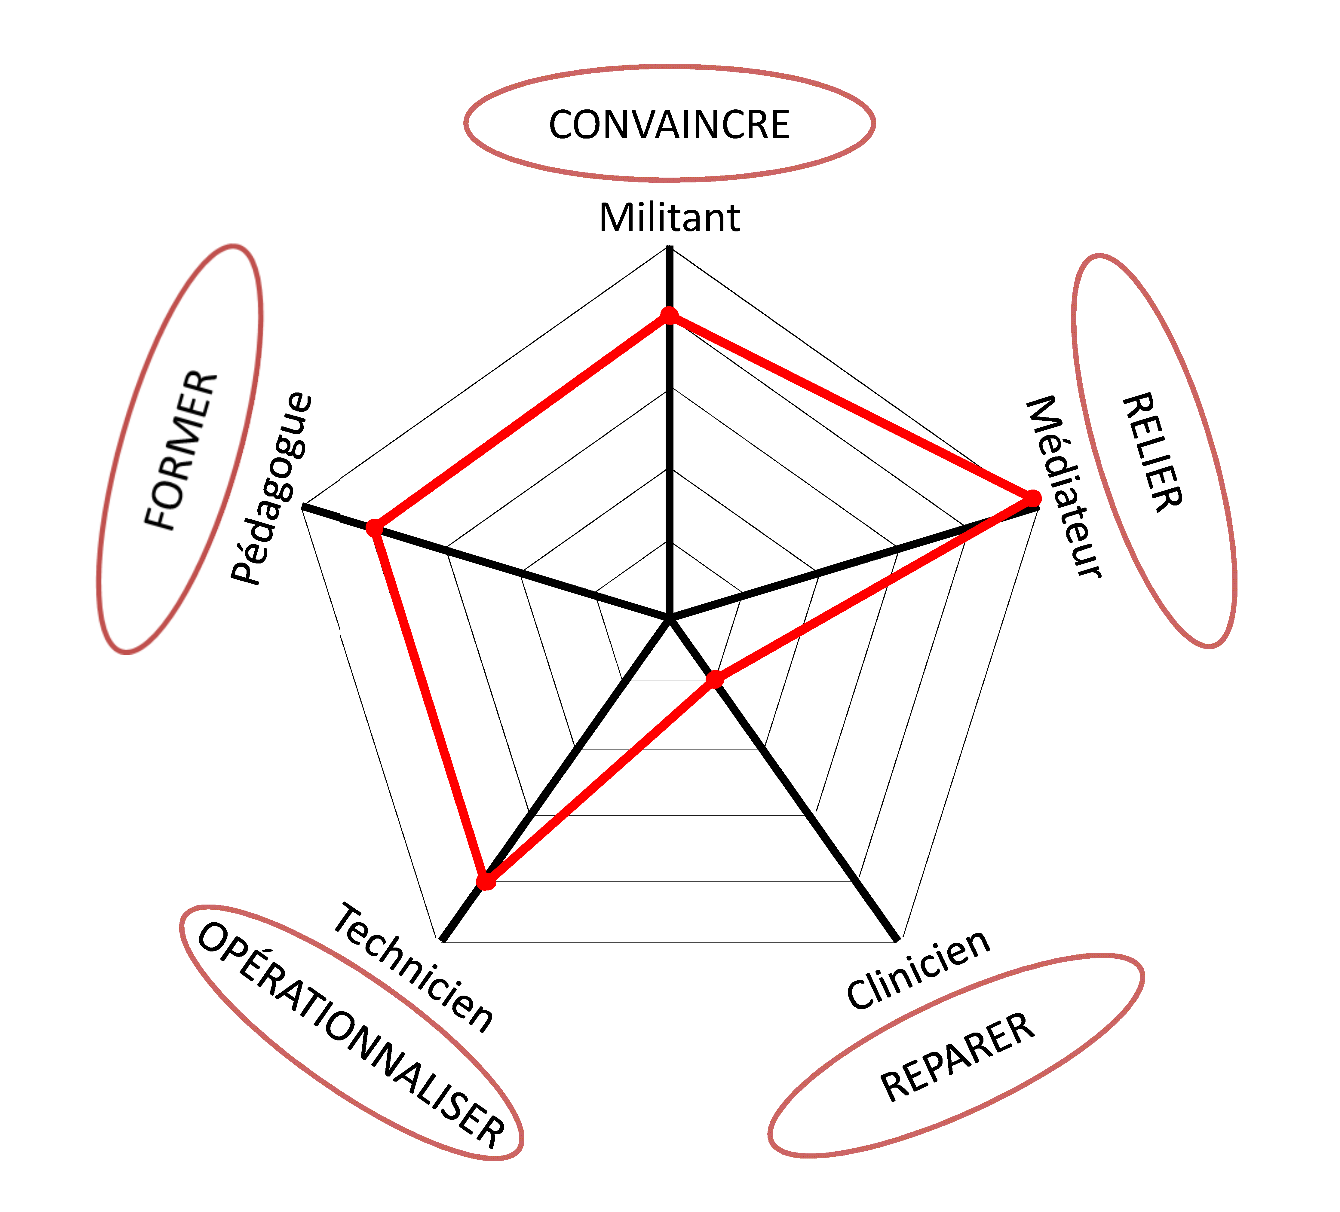 CONVAINCRE
Militant
FORMER
Pédagogue
Médiateur
RELIER
Technicien
OPÉRATIONNALISER
Clinicien
REPARER